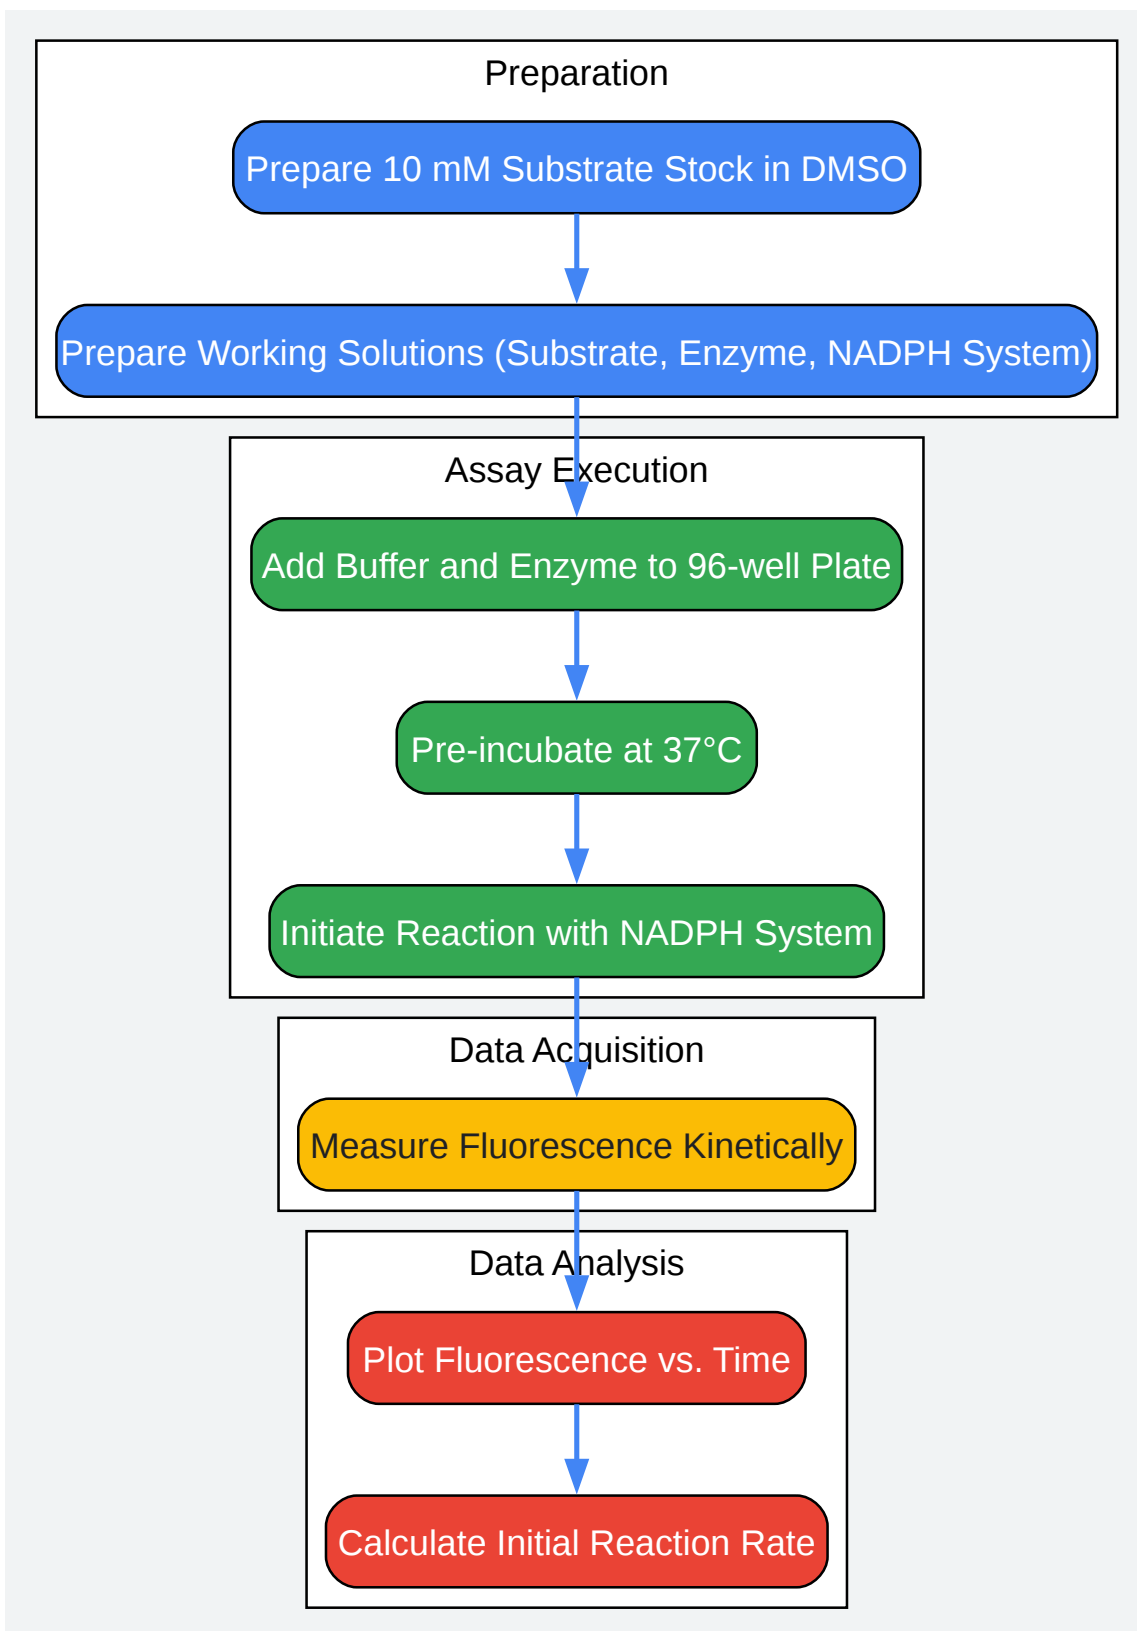 Preparation
Prepare 10 mM Substrate Stock in DMSO
Prepare Working Solutions (Substrate, Enzyme, NADPH System)
Assay Execution
Add Buffer and Enzyme to 96-well Plate
Pre-incubate at 37°C
Initiate Reaction with NADPH System
Data Acquisition
Measure Fluorescence Kinetically
Data Analysis
Plot Fluorescence vs. Time
Calculate Initial Reaction Rate